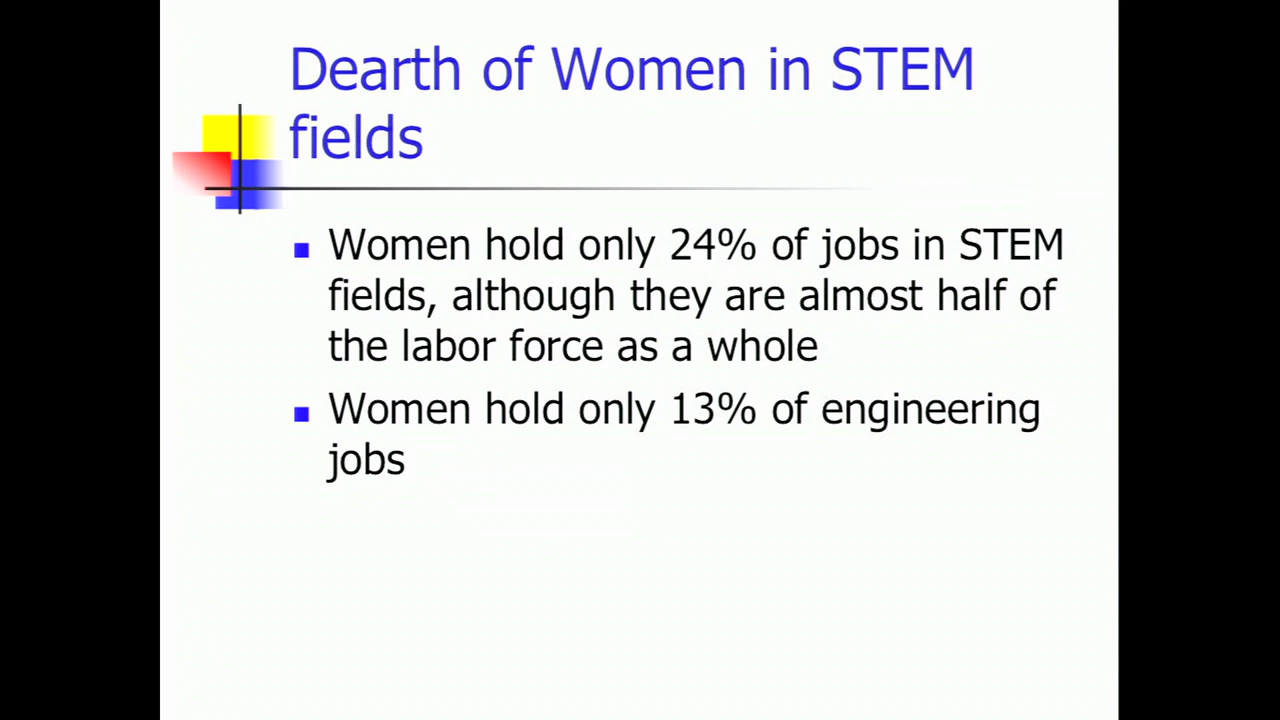 Dearth of Women in STEM
fields
Women hold only 24% of jobs in STEM
fields, although they are almost half of
the labor force as a whole
Women hold only 13% of engineering
jobs